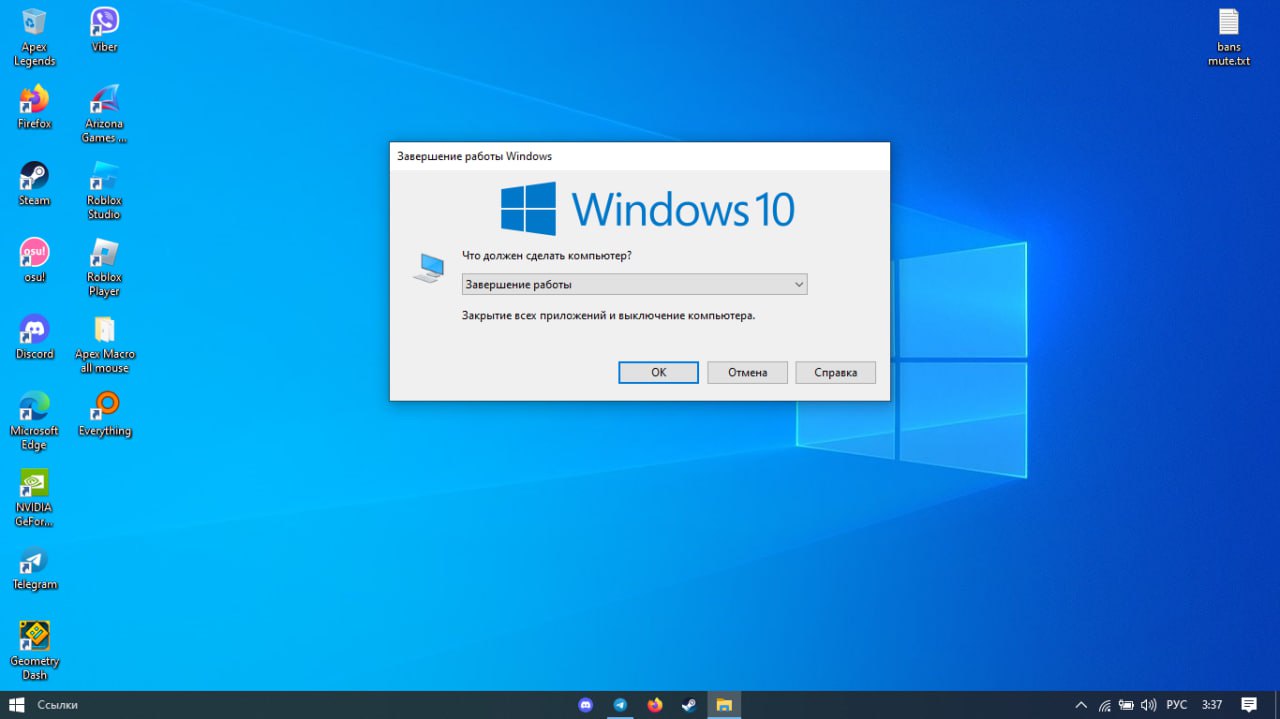 Apex
Legends
Viber
bans
mute.txt
Firefox
Arizona
Games ...
Steam
Roblox
Studio
osu!
osu!
Roblox
Player
Discord
Apex Macro
all mouse
Microsoft
Edge
Everything
NVIDIA
GeFor...
Telegram
Geometry
Dash
Завершение работы Windows
Windows 10
Что должен сделать компьютер?
Завершение работы
Закрытие всех приложений и выключение компьютера.
ОК
Отмена
Справка
Ссылки
РУС
3:37